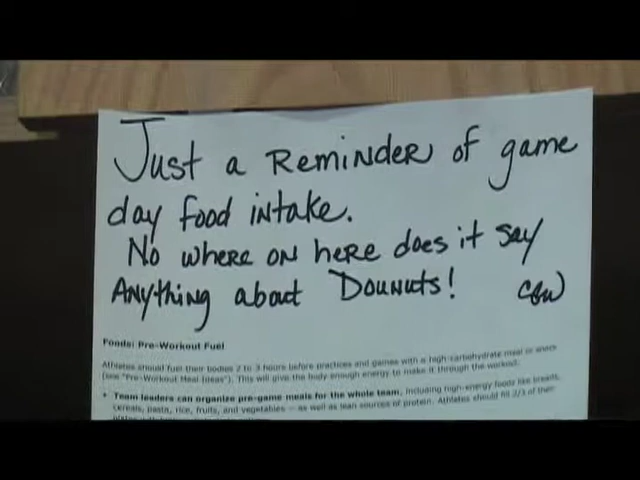 Just a Reminder of game
day food intake.
No where on here does it say
Anything about Dounuts!
Foods: Pre-Workout Fuel
Athletes should fuel their bodies 2 to 3 hours before practices and games with a high-carbohydrate meal or snack
(see "Pre-Workout Meal Ideas"). This will give the body enough energy to make it through the workout.
• Team leaders can organize pre-game meals for the whole team, including high-energy foods like breads,
cereals, pasta, rice, fruits, and vegetables — as well as lean sources of protein. Athletes should fill 2/3 of their